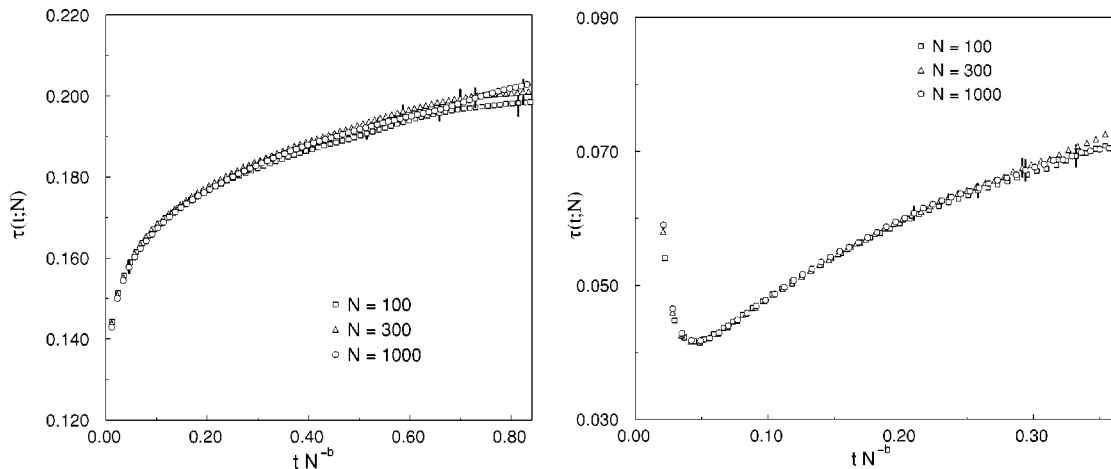 0.220
0.200
0.180
0.160
0.140
0.120
τ(t;N)
N = 100
N = 300
N = 1000
0.00 0.20 0.40 0.60 0.80
t N^-b
0.090
0.070
0.050
0.030
τ(t;N)
N = 100
N = 300
N = 1000
0.00 0.10 0.20 0.30
t N^-b